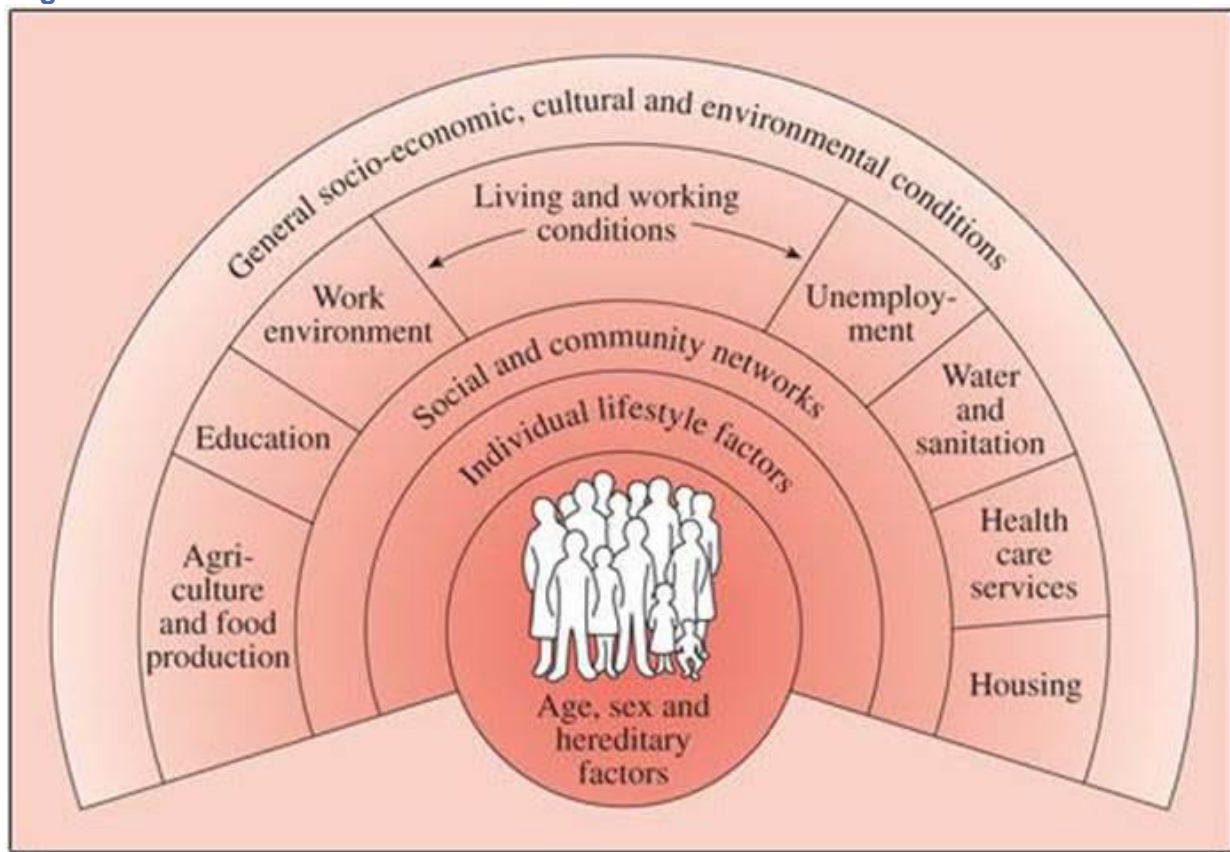 General socio-economic, cultural and environmental conditions
Living and working
conditions
Work
environment
Unemploy-
ment
Social and community networks
Water
and
sanitation
Education
Individual lifestyle factors
Health
care
services
Agri-
culture
and food
production
Housing
Age, sex and
hereditary
factors